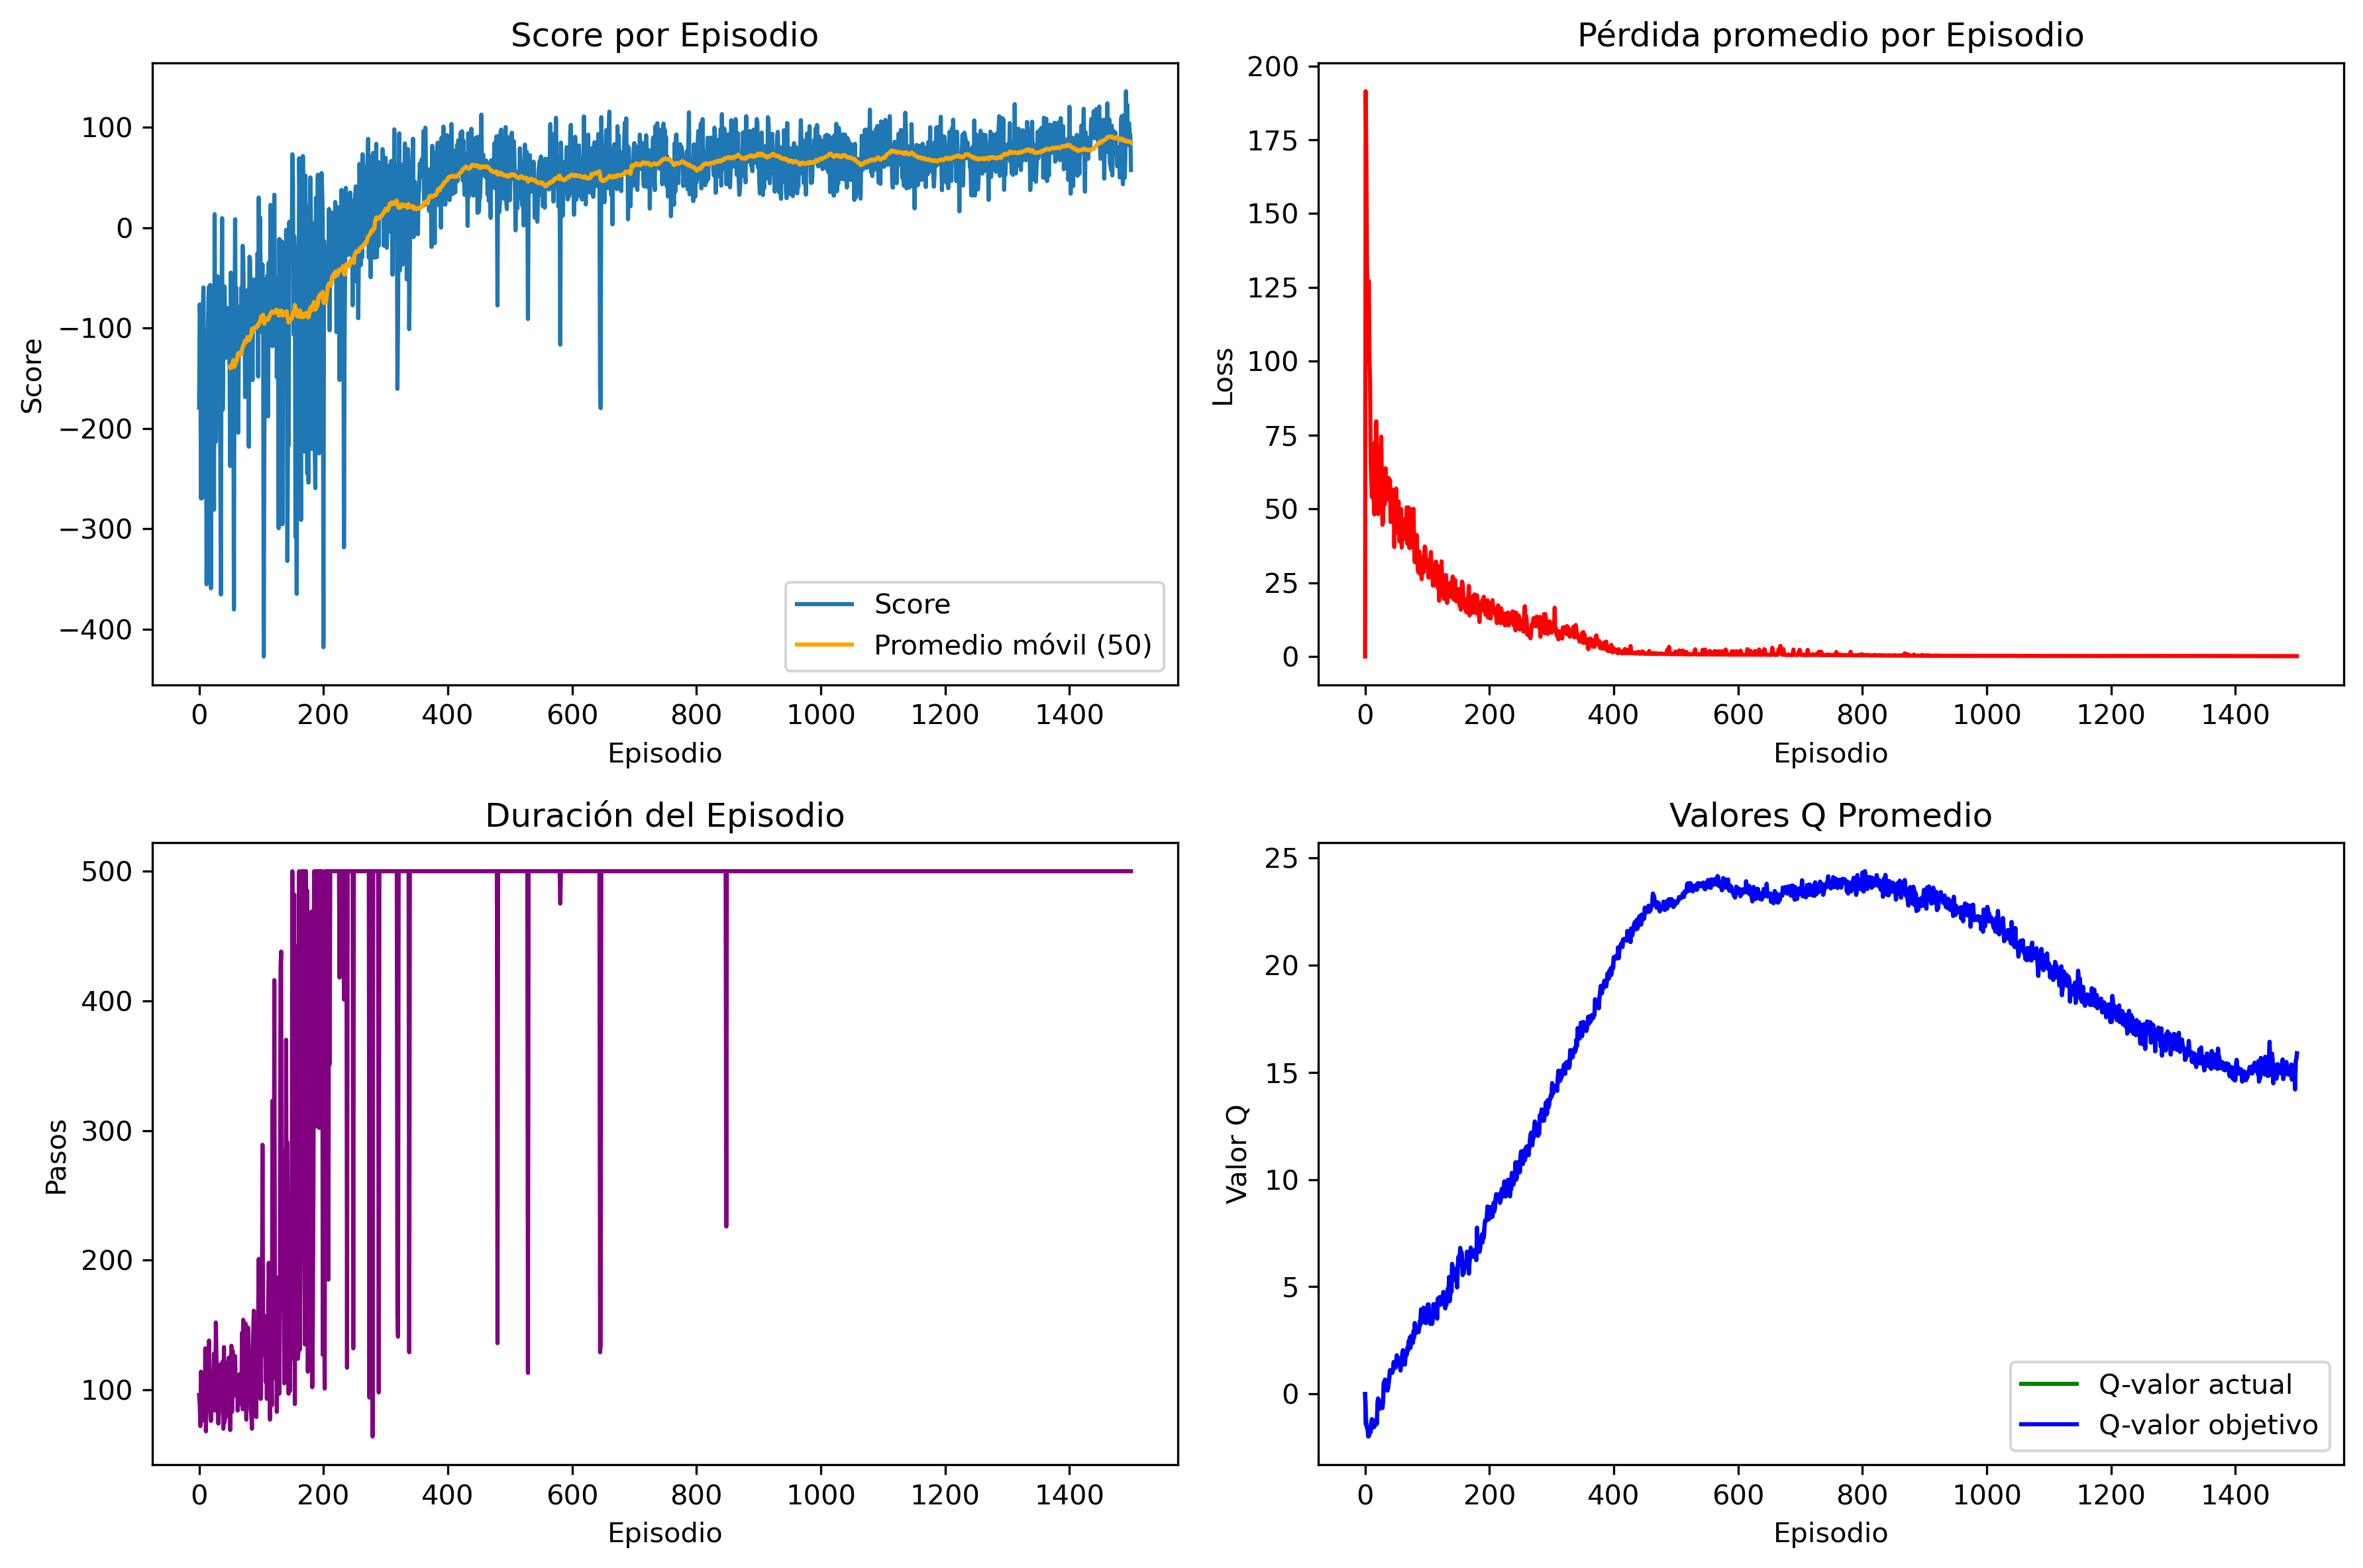 Score por Episodio
100
0
−100
−200
−300
−400
Score
Score
Promedio móvil (50)
0 200 400 600 800 1000 1200 1400
Episodio
Pérdida promedio por Episodio
200
175
150
125
100
75
50
25
0
Loss
0 200 400 600 800 1000 1200 1400
Episodio
Duración del Episodio
500
400
300
200
100
Pasos
0 200 400 600 800 1000 1200 1400
Episodio
Valores Q Promedio
25
20
15
10
5
0
Valor Q
Q-valor actual
Q-valor objetivo
0 200 400 600 800 1000 1200 1400
Episodio